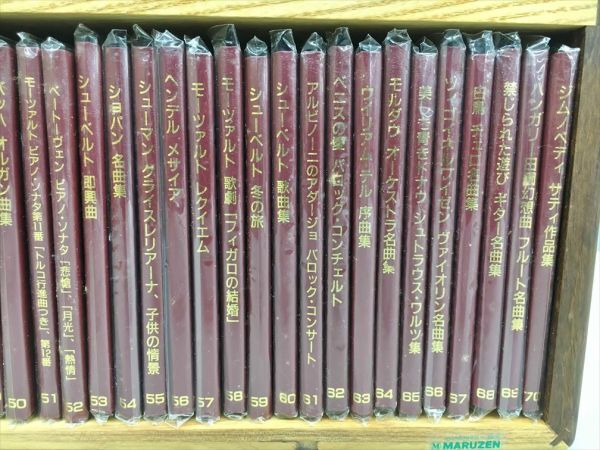 バッハ オルガン曲集 50
モーツァルト ピアノ・ソナタ第11番「トルコ行進曲つき」、第12番 51
ベートーヴェン ピアノ・ソナタ「悲愴」、「月光」、「熱情」 52
シューベルト 即興曲 53
ショパン 名曲集 54
シューマン クライスレリアーナ、子供の情景 55
ヘンデル メサイア 56
モーツァルト レクイエム 57
モーツァルト 歌劇「フィガロの結婚」 58
シューベルト 冬の旅 59
シューベルト 歌曲集 60
アルビノーニのアダージョ バロック・コンサート 61
ベニスの愛 バロック・コンチェルト 62
ウィリアム・テル 序曲集 63
モルダウ オーケストラ名曲集 64
美しく青きドナウ シュトラウス・ワルツ集 65
ツィゴイネルワイゼン ヴァイオリン名曲集 66
白鳥 チェロ名曲集 67
禁じられた遊び ギター名曲集 68
ハンガリー田園幻想曲 フルート名曲集 69
ジムノペディ サティ作品集 70
M MARUZEN